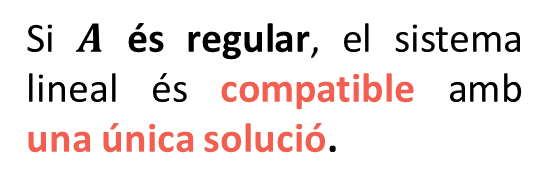 Si A és regular, el sistema
lineal és compatible amb
una única solució.